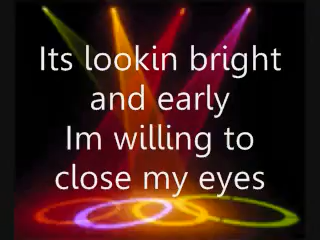 Its lookin bright
and early
Im willing to
close my eyes